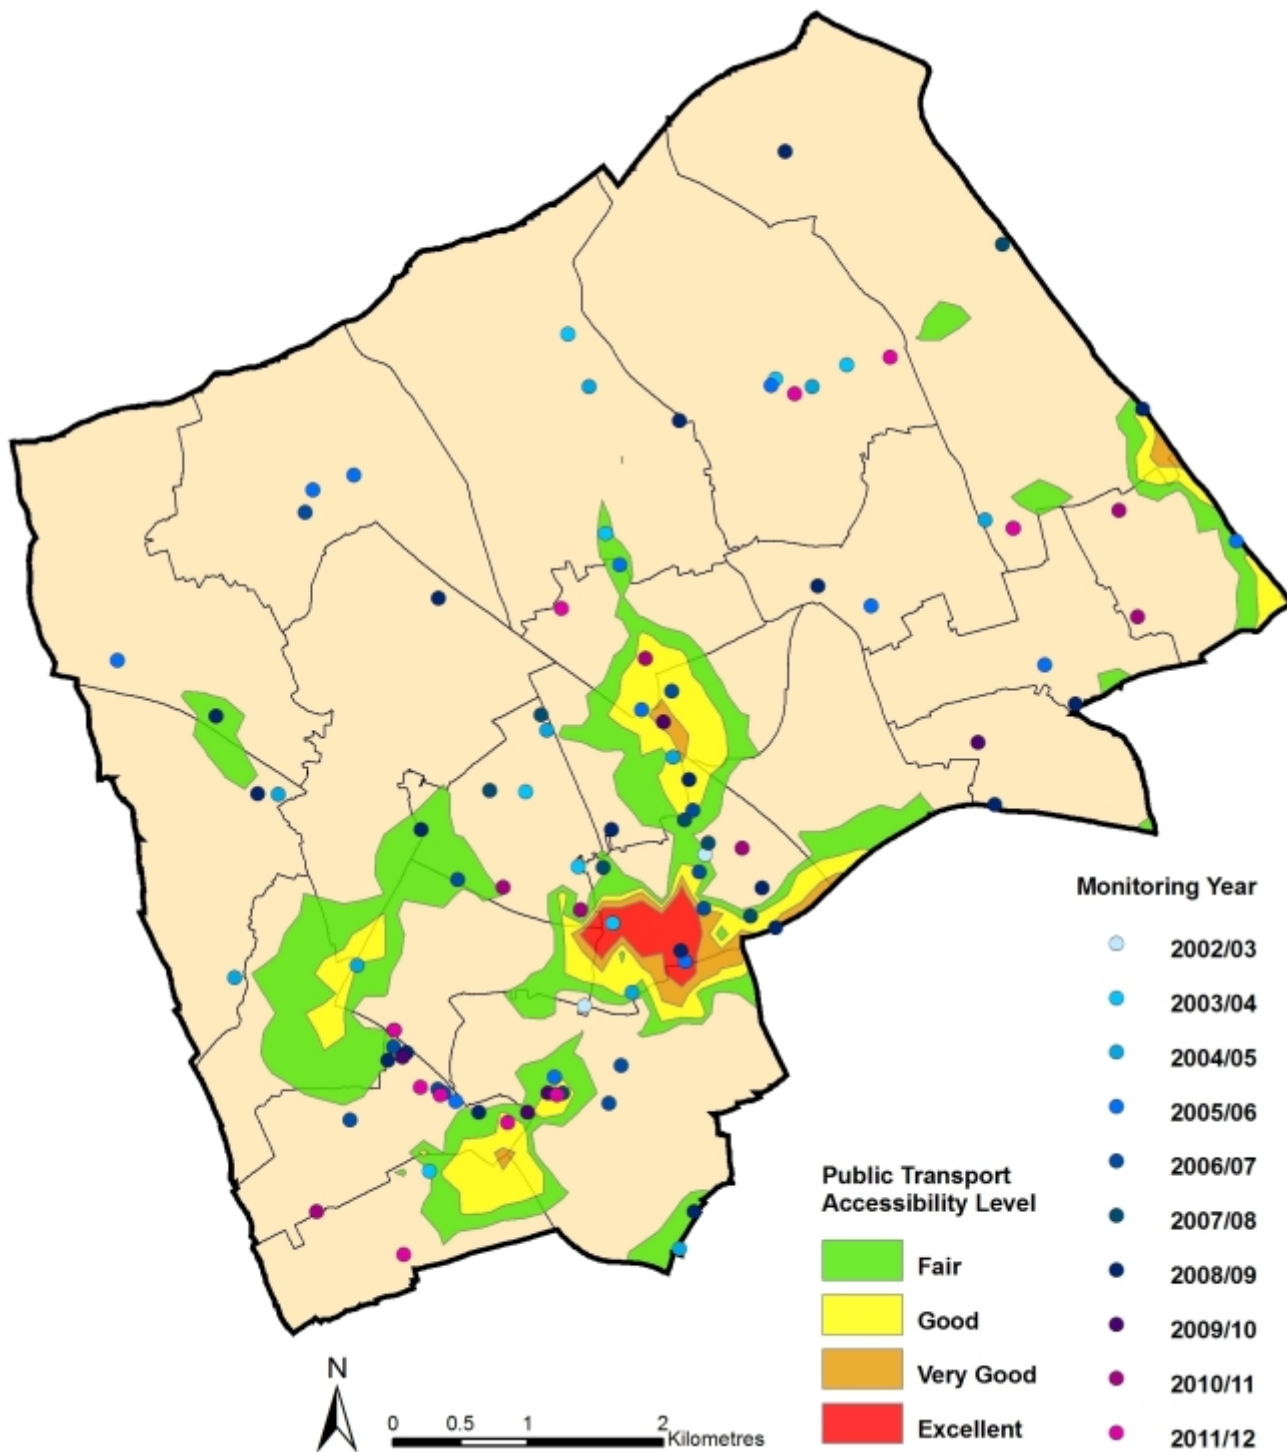 Monitoring Year
2002/03
2003/04
2004/05
2005/06
2006/07
2007/08
2008/09
2009/10
2010/11
2011/12
Public Transport
Accessibility Level
Fair
Good
Very Good
Excellent
N
0 0.5 1 2
Kilometres